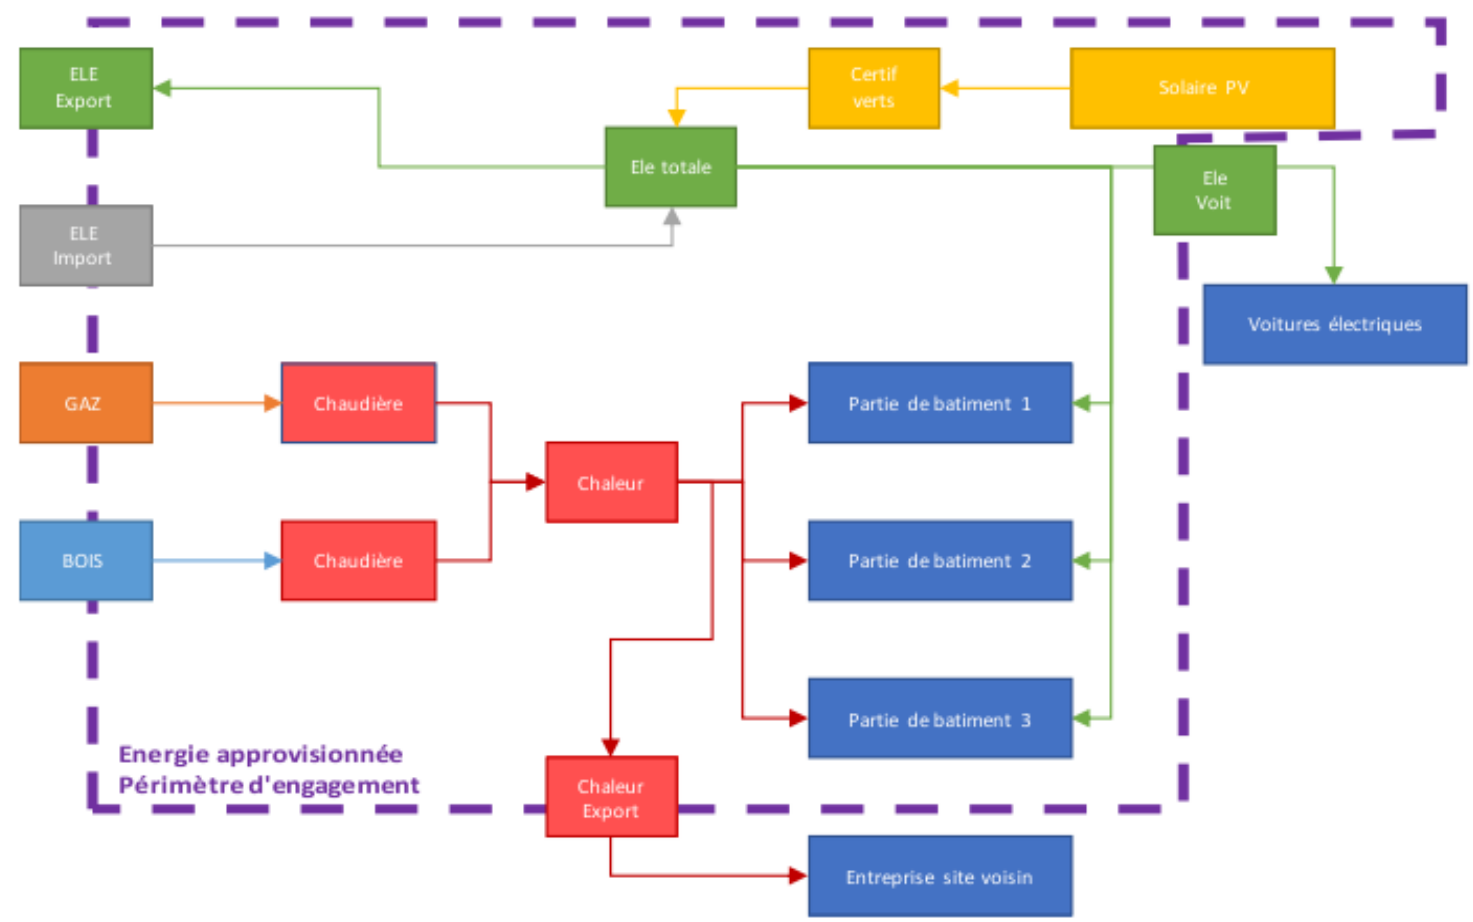 ELE
Export
Certif
verts
Solaire PV
Ele totale
Ele
Voit
ELE
Import
Voitures électriques
GAZ
Chaudière
Partie de batiment 1
Chaleur
BOIS
Chaudière
Partie de batiment 2
Partie de batiment 3
Energie approvisionnée
Périmètre d'engagement
Chaleur
Export
Entreprise site voisin